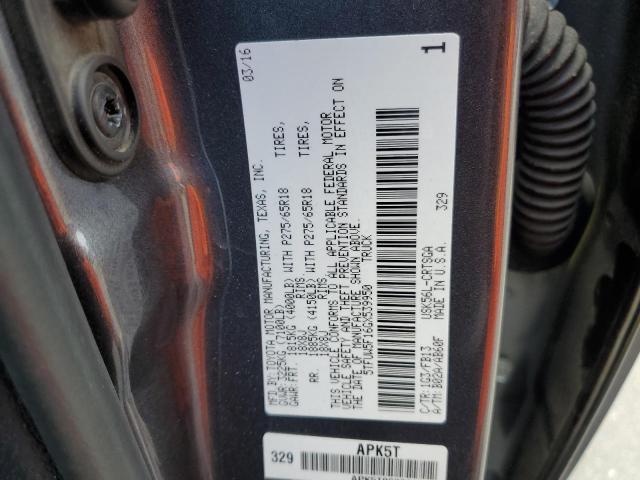 MFD.BY:TOYOTA MOTOR MANUFACTURING, TEXAS, INC. 03/16
GVWR:3225KG(7100LB)
GAWR:FRT. 1815KG(4000LB)WITH P275/65R18 TIRES,
18X8J RIMS
RR. 1885KG(4150LB)WITH P275/65R18 TIRES,
18X8J RIMS
THIS VEHICLE CONFORMS TO ALL APPLICABLE FEDERAL MOTOR
VEHICLE SAFETY AND THEFT PREVENTION STANDARDS IN EFFECT ON
THE DATE OF MANUFACTURE SHOWN ABOVE.
5TFUW5F16GX539950 TRUCK
C/TR:1G3/FB13 USK56L-CRTSGA 329
A/TM:B02A/AB60F MADE IN U.S.A.
1
329 APK5T